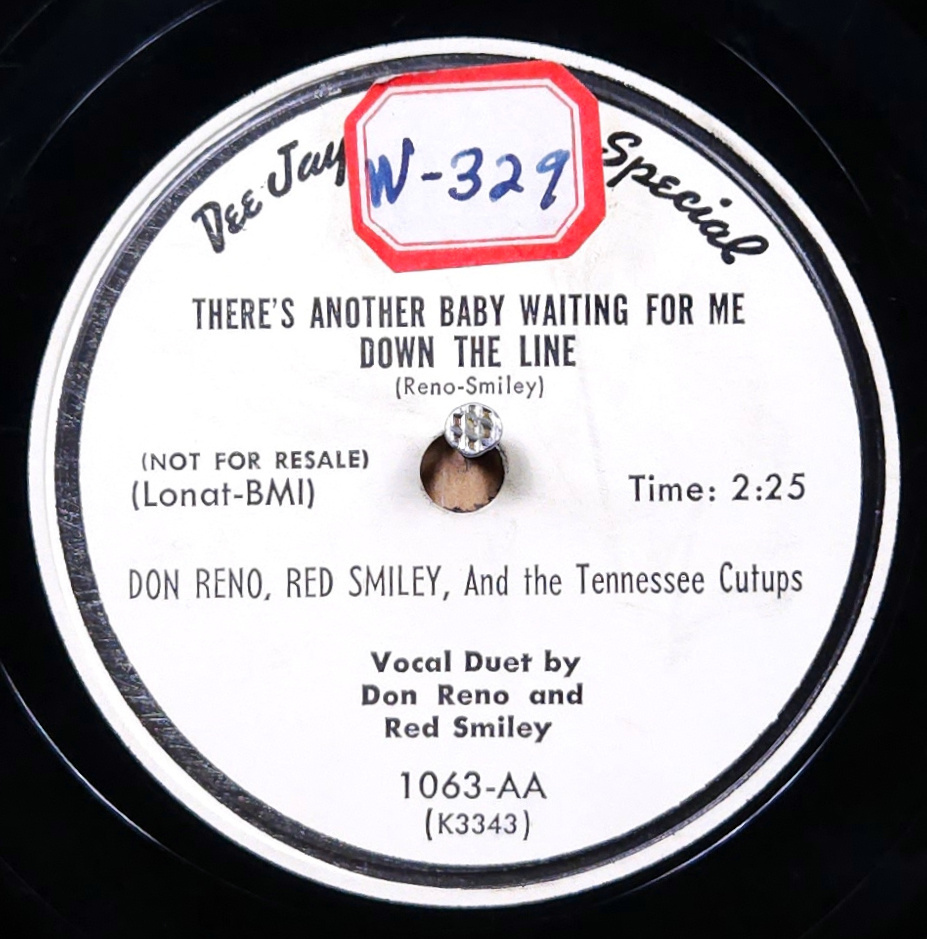 Dee Jay Special
W-329
THERE'S ANOTHER BABY WAITING FOR ME
DOWN THE LINE
(Reno-Smiley)
(NOT FOR RESALE)
(Lonat-BMI)
Time: 2:25
DON RENO, RED SMILEY, And the Tennessee Cutups
Vocal Duet by
Don Reno and
Red Smiley
1063-AA
(K3343)